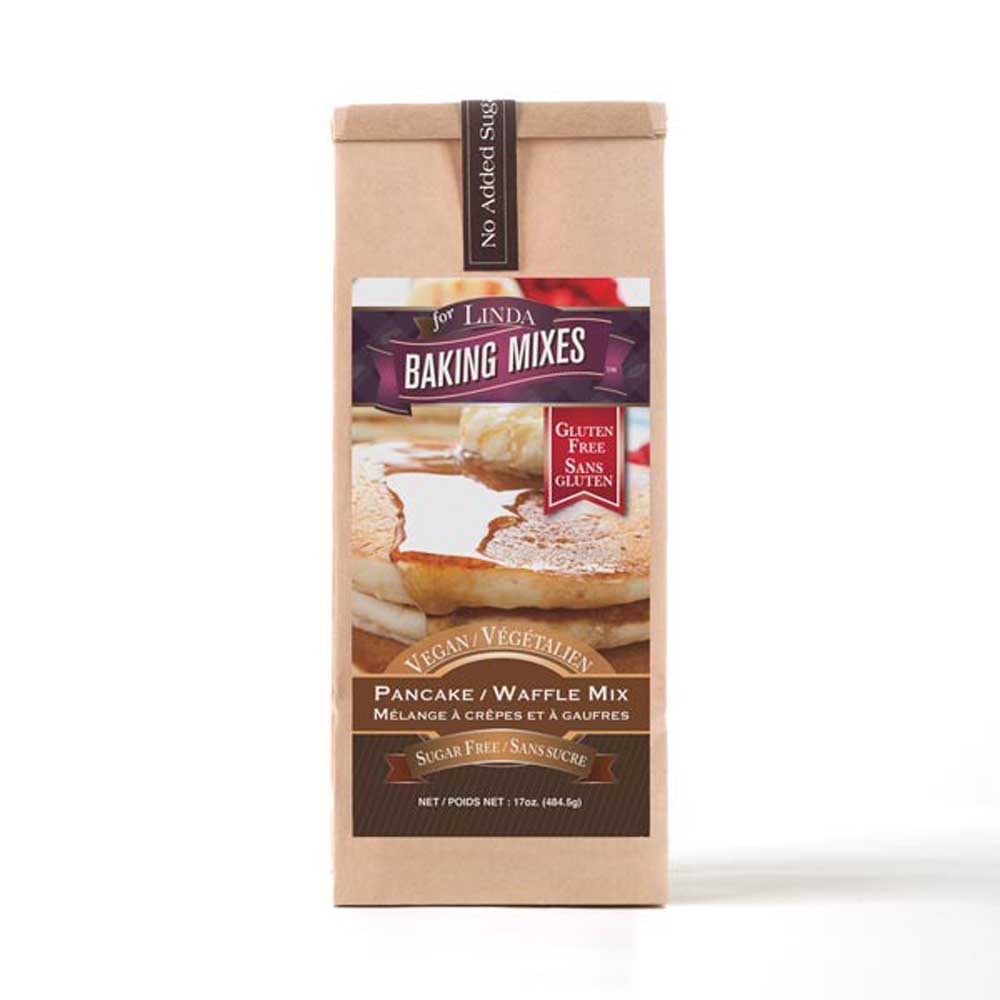 No Added
for LINDA
BAKING MIXES
GLUTEN
FREE
SANS
GLUTEN
VEGAN / VÉGÉTALIEN
PANCAKE / WAFFLE MIX
MÉLANGE À CRÊPES ET À GAUFRES
SUGAR FREE / SANS SUCRE
NET / POIDS NET : 17oz. (484.5g)